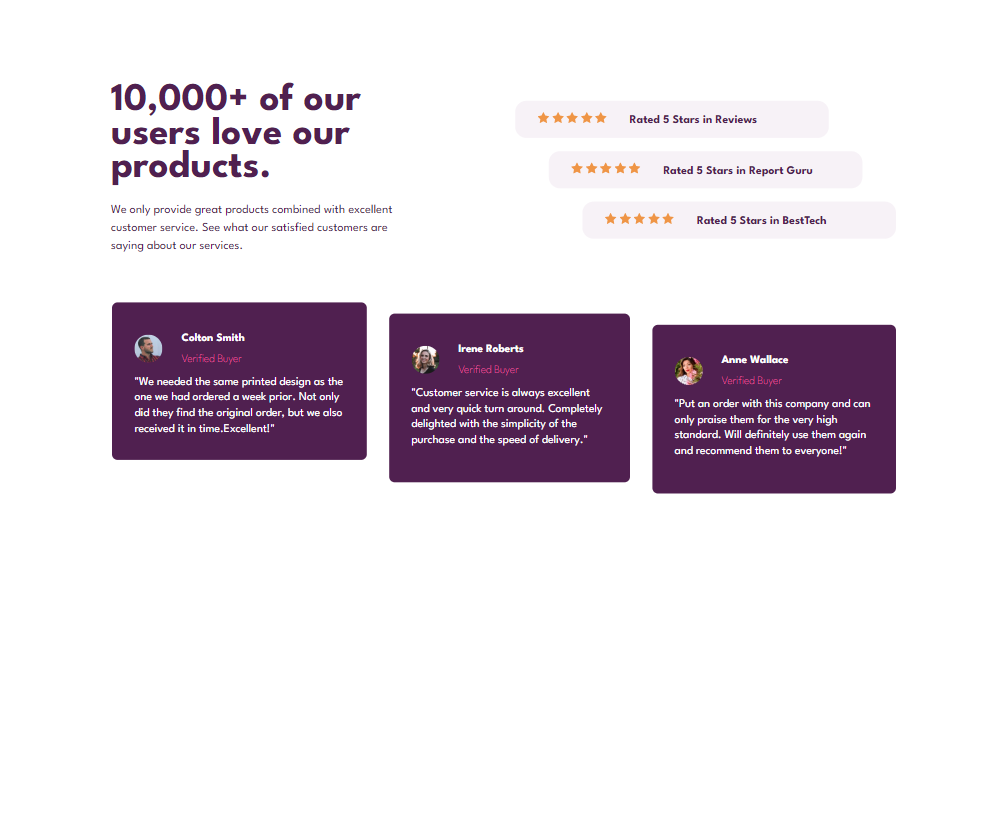 10,000+ of our
users love our
products.
We only provide great products combined with excellent
customer service. See what our satisfied customers are
saying about our services.
Rated 5 Stars in Reviews
Rated 5 Stars in Report Guru
Rated 5 Stars in BestTech
Colton Smith
Verified Buyer
"We needed the same printed design as the
one we had ordered a week prior. Not only
did they find the original order, but we also
received it in time.Excellent!"
Irene Roberts
Verified Buyer
"Customer service is always excellent
and very quick turn around. Completely
delighted with the simplicity of the
purchase and the speed of delivery."
Anne Wallace
Verified Buyer
"Put an order with this company and can
only praise them for the very high
standard. Will definitely use them again
and recommend them to everyone!"